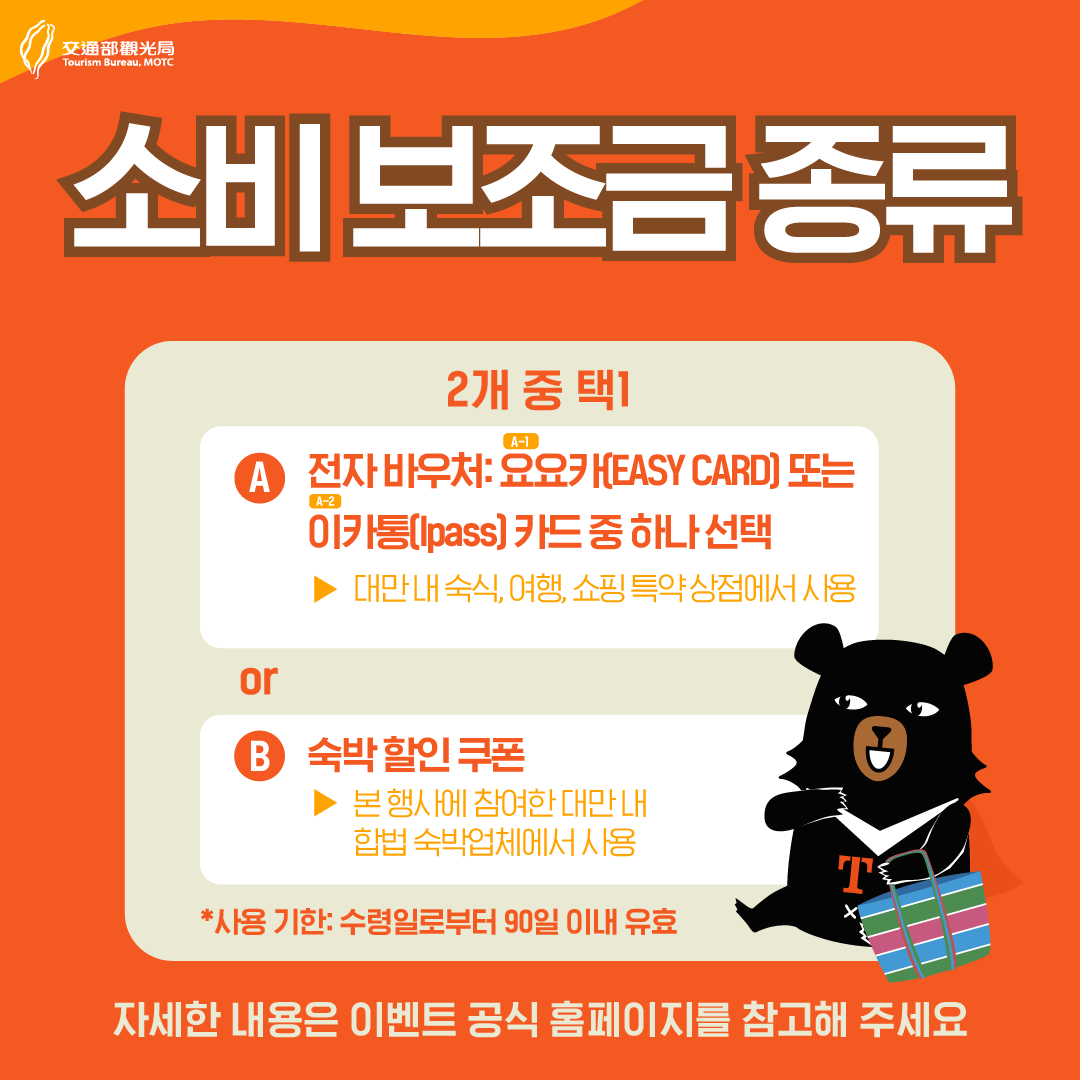 交通部觀光局
Tourism Bureau, MOTC
소비 보조금 종류
2개 중 택1
A-1
A 전자 바우처: 요요카(EASY CARD) 또는
A-2
이카통(Ipass) 카드 중 하나 선택
▶ 대만 내 숙식, 여행, 쇼핑 특약 상점에서 사용
or
B 숙박 할인 쿠폰
▶ 본 행사에 참여한 대만 내
합법 숙박업체에서 사용
*사용 기한: 수령일로부터 90일 이내 유효
T
자세한 내용은 이벤트 공식 홈페이지를 참고해 주세요